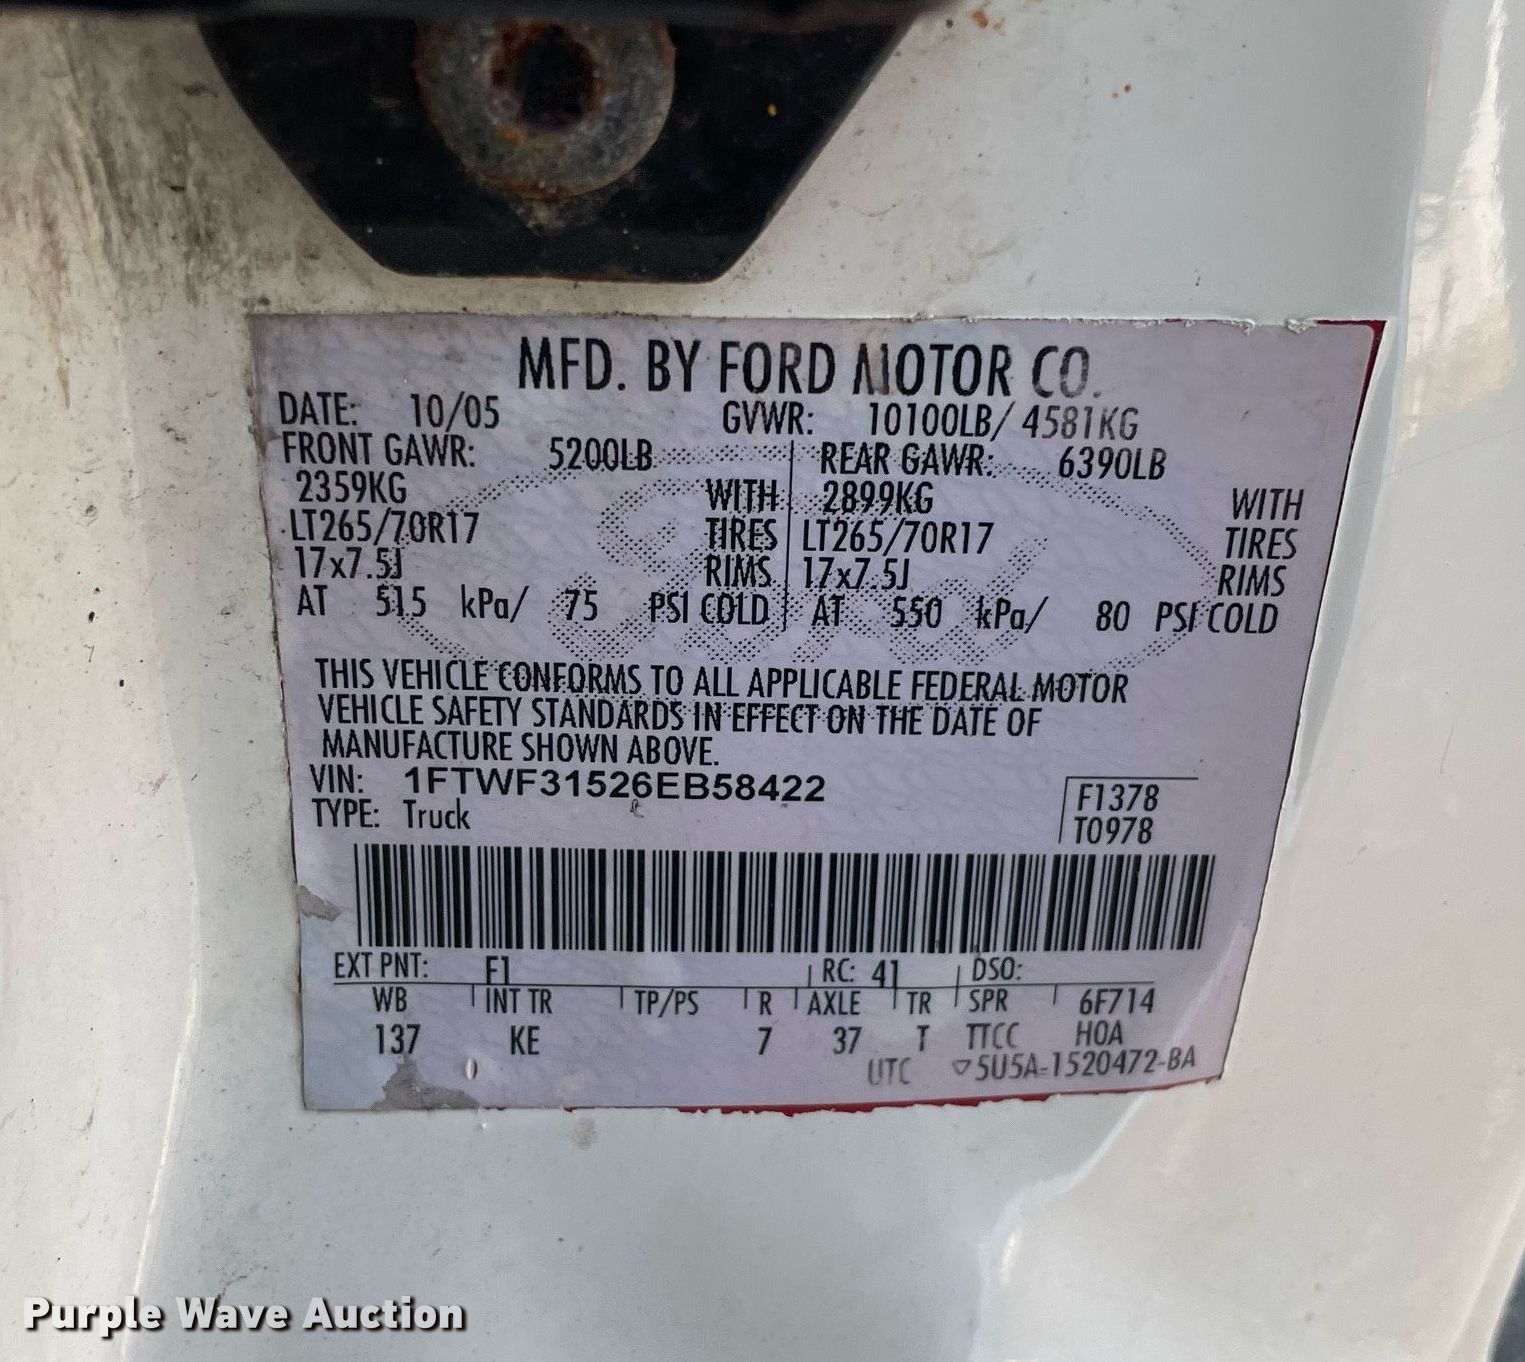 MFD. BY FORD MOTOR CO.
DATE: 10/05 GVWR: 10100LB/ 4581KG
FRONT GAWR: 5200LB REAR GAWR: 6390LB
2359KG WITH 2899KG WITH
LT265/70R17 TIRES LT265/70R17 TIRES
17x7.5J RIMS 17x7.5J RIMS
AT 515 kPa/ 75 PSI COLD AT 550 kPa/ 80 PSI COLD
THIS VEHICLE CONFORMS TO ALL APPLICABLE FEDERAL MOTOR
VEHICLE SAFETY STANDARDS IN EFFECT ON THE DATE OF
MANUFACTURE SHOWN ABOVE.
VIN: 1FTWF31526EB58422
TYPE: Truck
F1378
T0978
EXT PNT: F1 RC: 41 DSO:
WB INT TR TP/PS R AXLE TR SPR 6F714
137 KE 7 37 T TTCC HOA
UTC ▽5U5A-1520472-BA
Purple Wave Auction